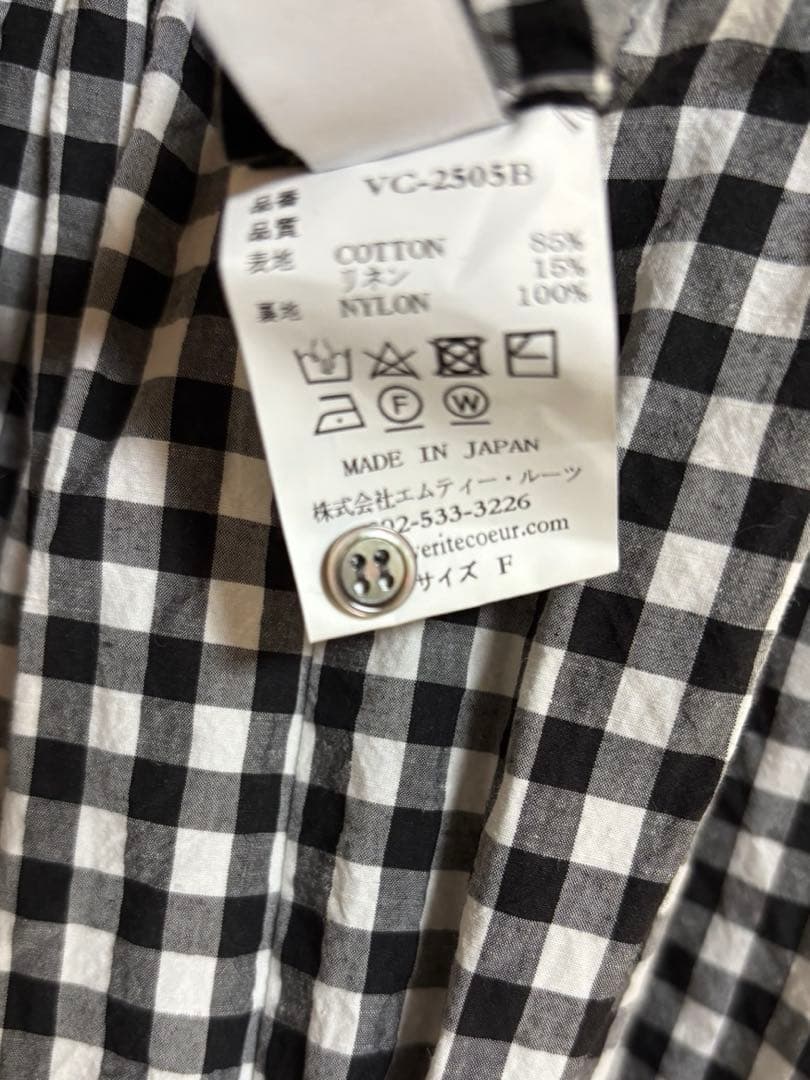 品番 VC-2505B
品質
表地 COTTON 85%
リネン 15%
裏地 NYLON 100%
F W
MADE IN JAPAN
株式会社エムティー・ルーツ
92-533-3226
eritecoeur.com
サイズ F